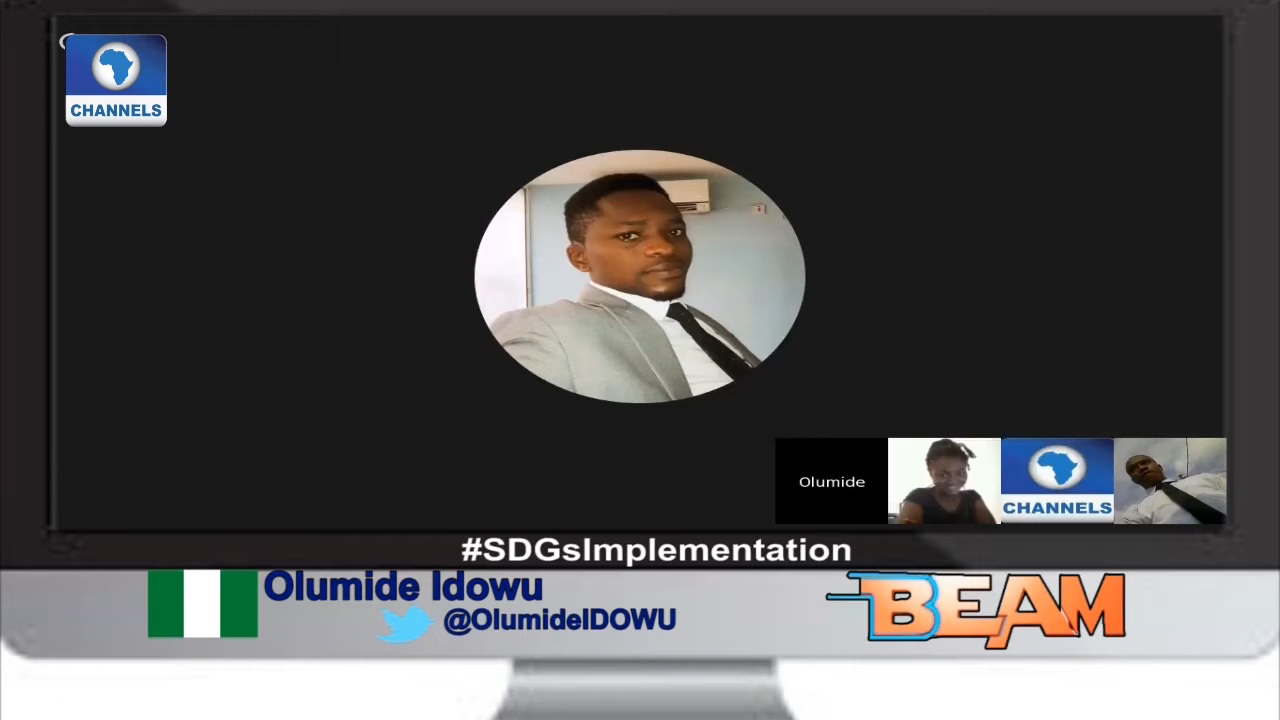 CHANNELS
Olumide
CHANNELS
#SDGsImplementation
Olumide Idowu
@OlumideIDOWU
BEAM